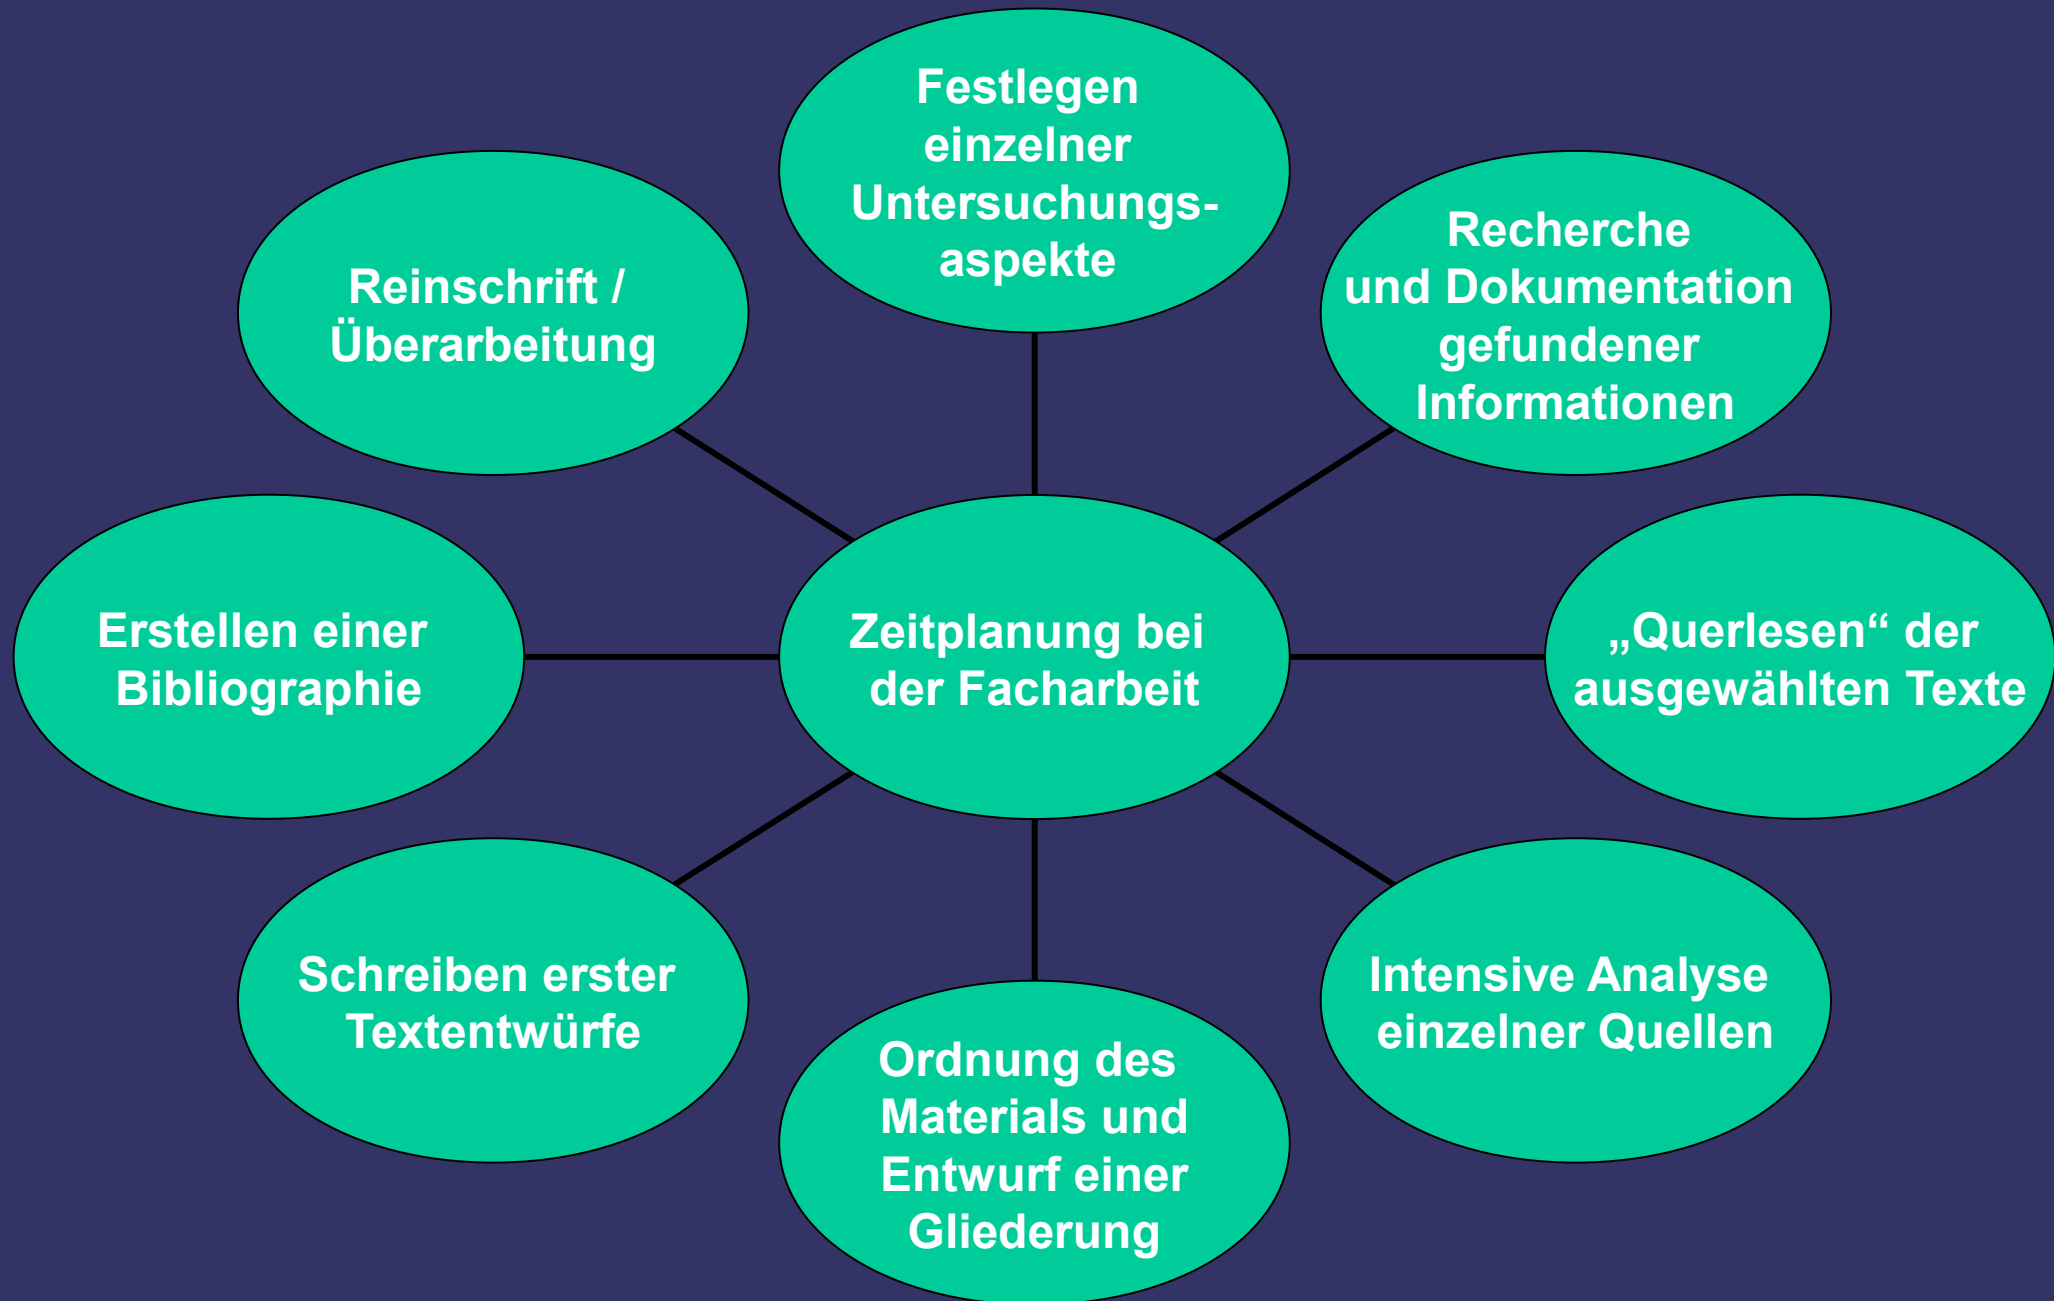 Festlegen
einzelner
Untersuchungs-
aspekte
Recherche
und Dokumentation
gefundener
Informationen
„Querlesen“ der
ausgewählten Texte
Intensive Analyse
einzelner Quellen
Ordnung des
Materials und
Entwurf einer
Gliederung
Schreiben erster
Textentwürfe
Erstellen einer
Bibliographie
Reinschrift /
Überarbeitung
Zeitplanung bei
der Facharbeit